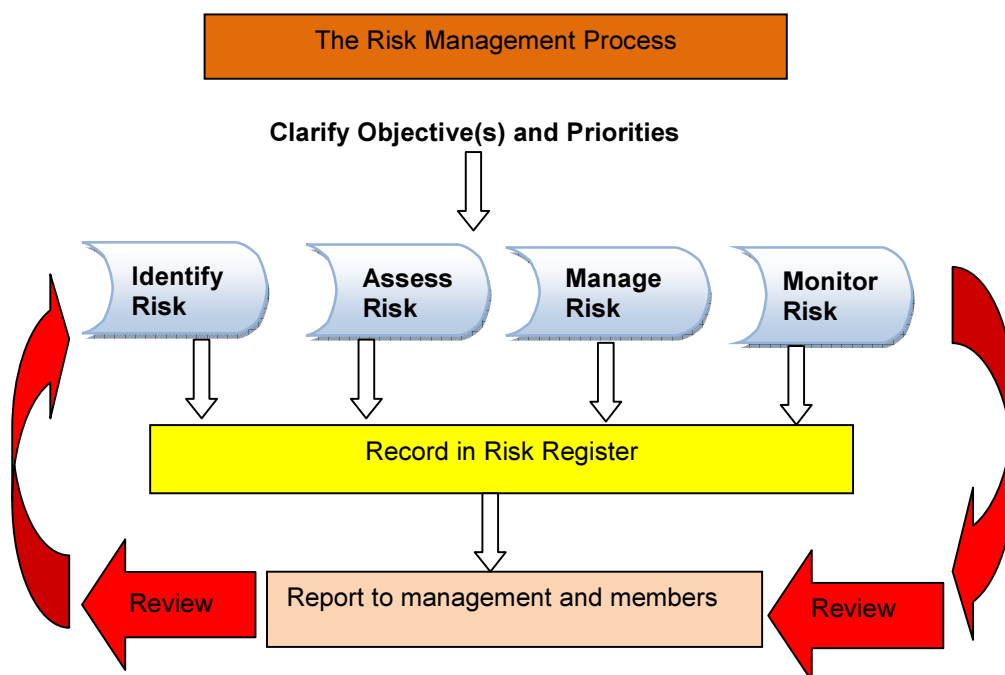 The Risk Management Process
Clarify Objective(s) and Priorities
Identify
Risk
Assess
Risk
Manage
Risk
Monitor
Risk
Record in Risk Register
Review
Report to management and members
Review